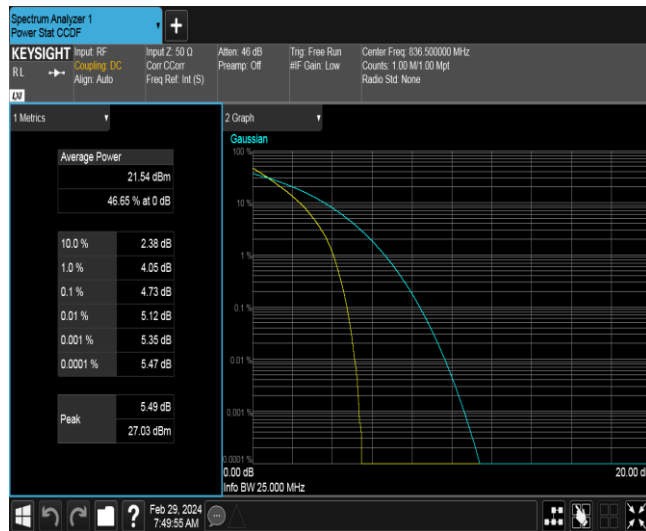 Spectrum Analyzer 1
Power Stat CCDF
+
KEYSIGHT
RL
LXI
Input: RF
Coupling: DC
Align: Auto
Input Z: 50 Ω
Corr CCorr
Freq Ref: Int (S)
Atten: 46 dB
Preamp: Off
Trig: Free Run
#IF Gain: Low
Center Freq: 836.500000 MHz
Counts: 1.00 M/1.00 Mpt
Radio Std: None
1 Metrics
Average Power
21.54 dBm
46.65 % at 0 dB
10.0 % 2.38 dB
1.0 % 4.05 dB
0.1 % 4.73 dB
0.01 % 5.12 dB
0.001 % 5.35 dB
0.0001 % 5.47 dB
Peak
5.49 dB
27.03 dBm
2 Graph
Gaussian
100 %
10 %
1 %
0.1 %
0.01 %
0.001 %
0.0001 %
0.00 dB
20.00 d
Info BW 25.000 MHz
?
Feb 29, 2024
7:49:55 AM